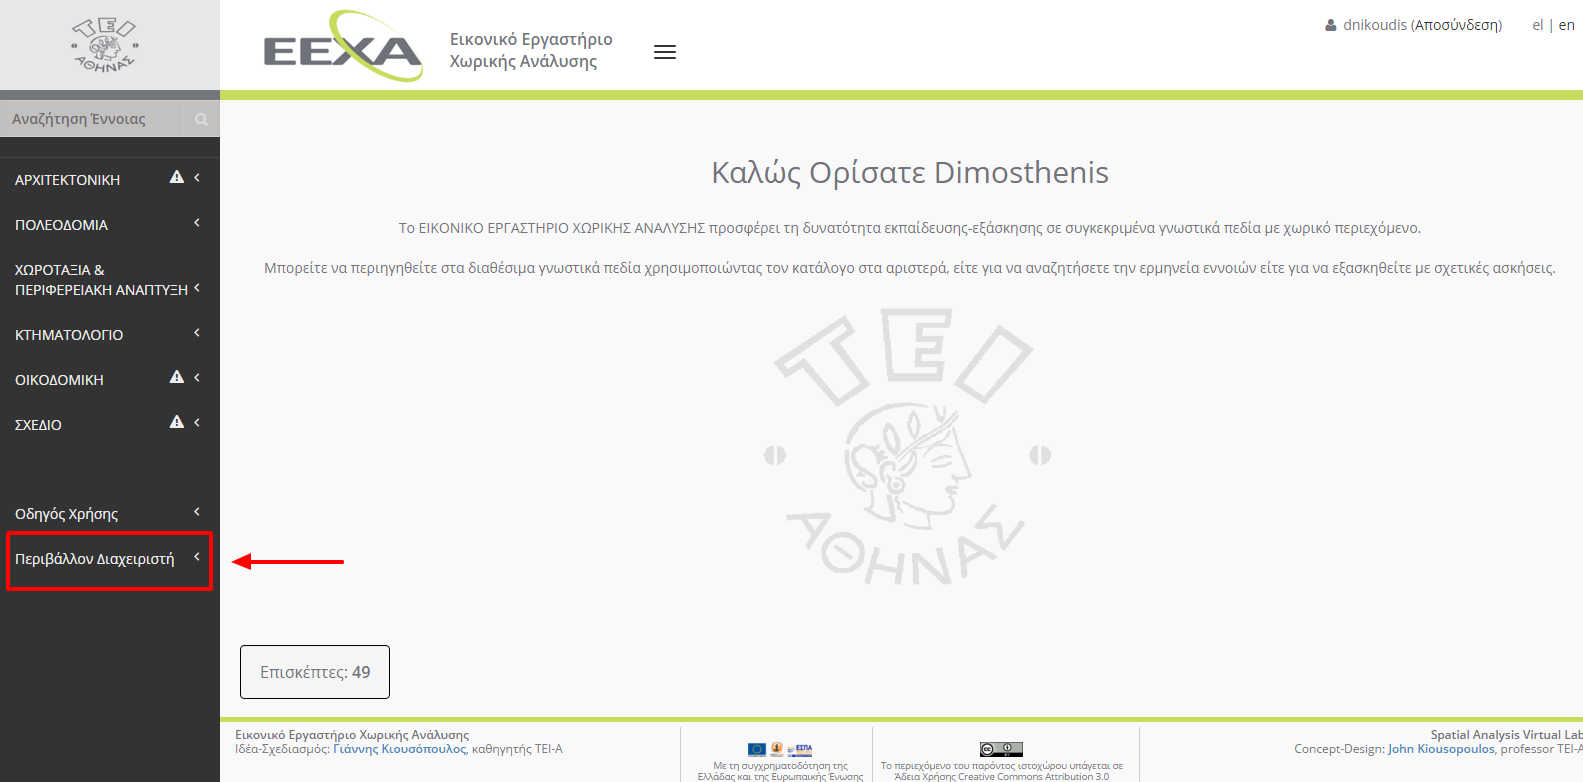 ΤΕΙ
ΑΘΗΝΑΣ
EEXA
Εικονικό Εργαστήριο
Χωρικής Ανάλυσης
dnikoudis (Αποσύνδεση)
el | en
Αναζήτηση Έννοιας
ΑΡΧΙΤΕΚΤΟΝΙΚΗ
ΠΟΛΕΟΔΟΜΙΑ
ΧΩΡΟΤΑΞΙΑ &
ΠΕΡΙΦΕΡΕΙΑΚΗ ΑΝΑΠΤΥΞΗ
ΚΤΗΜΑΤΟΛΟΓΙΟ
ΟΙΚΟΔΟΜΙΚΗ
ΣΧΕΔΙΟ
Οδηγός Χρήσης
Περιβάλλον Διαχειριστή
Καλώς Ορίσατε Dimosthenis
Το ΕΙΚΟΝΙΚΟ ΕΡΓΑΣΤΗΡΙΟ ΧΩΡΙΚΗΣ ΑΝΑΛΥΣΗΣ προσφέρει τη δυνατότητα εκπαίδευσης-εξάσκησης σε συγκεκριμένα γνωστικά πεδία με χωρικό περιεχόμενο.
Μπορείτε να περιηγηθείτε στα διαθέσιμα γνωστικά πεδία χρησιμοποιώντας τον κατάλογο στα αριστερά, είτε για να αναζητήσετε την ερμηνεία εννοιών είτε για να εξασκηθείτε με σχετικές ασκήσεις.
ΤΕΙ
ΑΘΗΝΑΣ
Επισκέπτες: 49
Εικονικό Εργαστήριο Χωρικής Ανάλυσης
Ιδέα-Σχεδιασμός: Γιάννης Κιουσόπουλος, καθηγητής ΤΕΙ-Α
ΕΣΠΑ
Με τη συγχρηματοδότηση της
Ελλάδας και της Ευρωπαικής Ένωσης
Το περιεχόμενο του παρόντος ιστοχώρου υπάγεται σε
Άδεια Χρήσης Creative Commons Attribution 3.0
Spatial Analysis Virtual Lab
Concept-Design: John Kiousopoulos, professor TEI-A